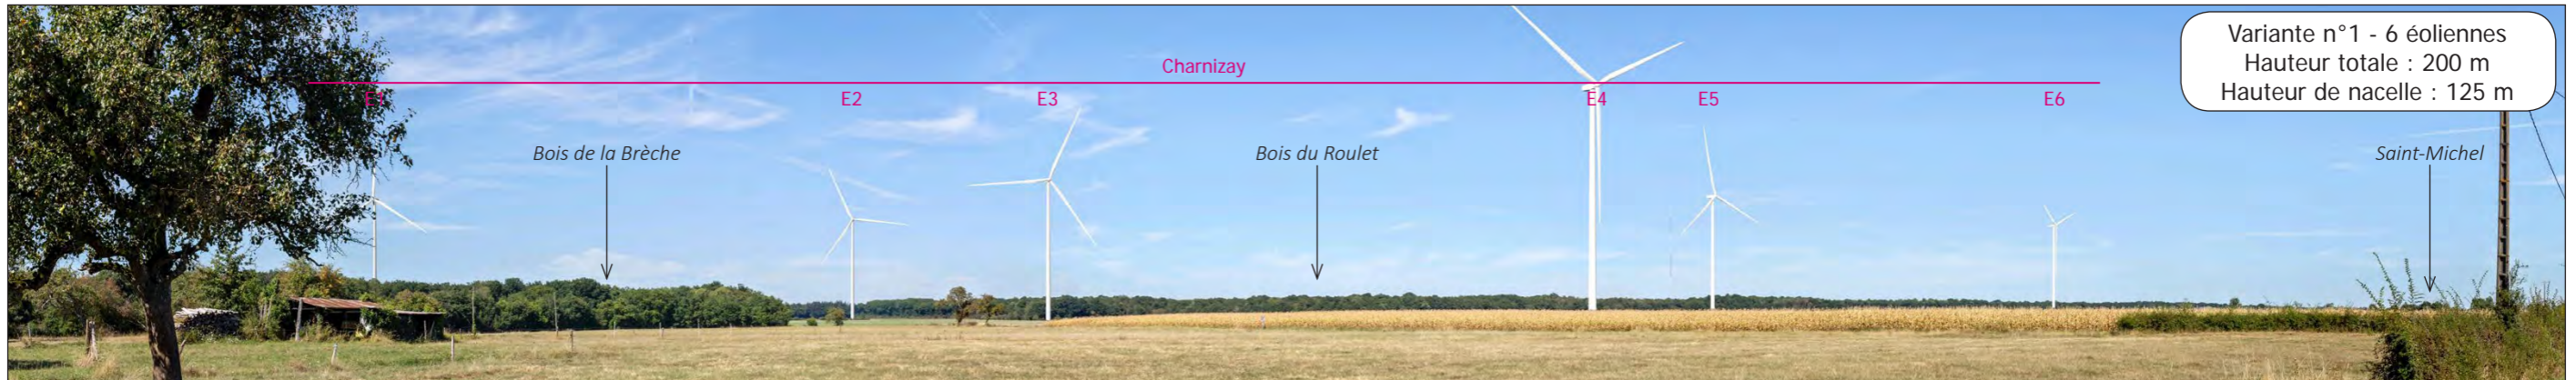 Variante n°1 - 6 éoliennes
Hauteur totale : 200 m
Hauteur de nacelle : 125 m
Charnizay
E1
E2
E3
E4
E5
E6
Bois de la Brèche
Bois du Roulet
Saint-Michel